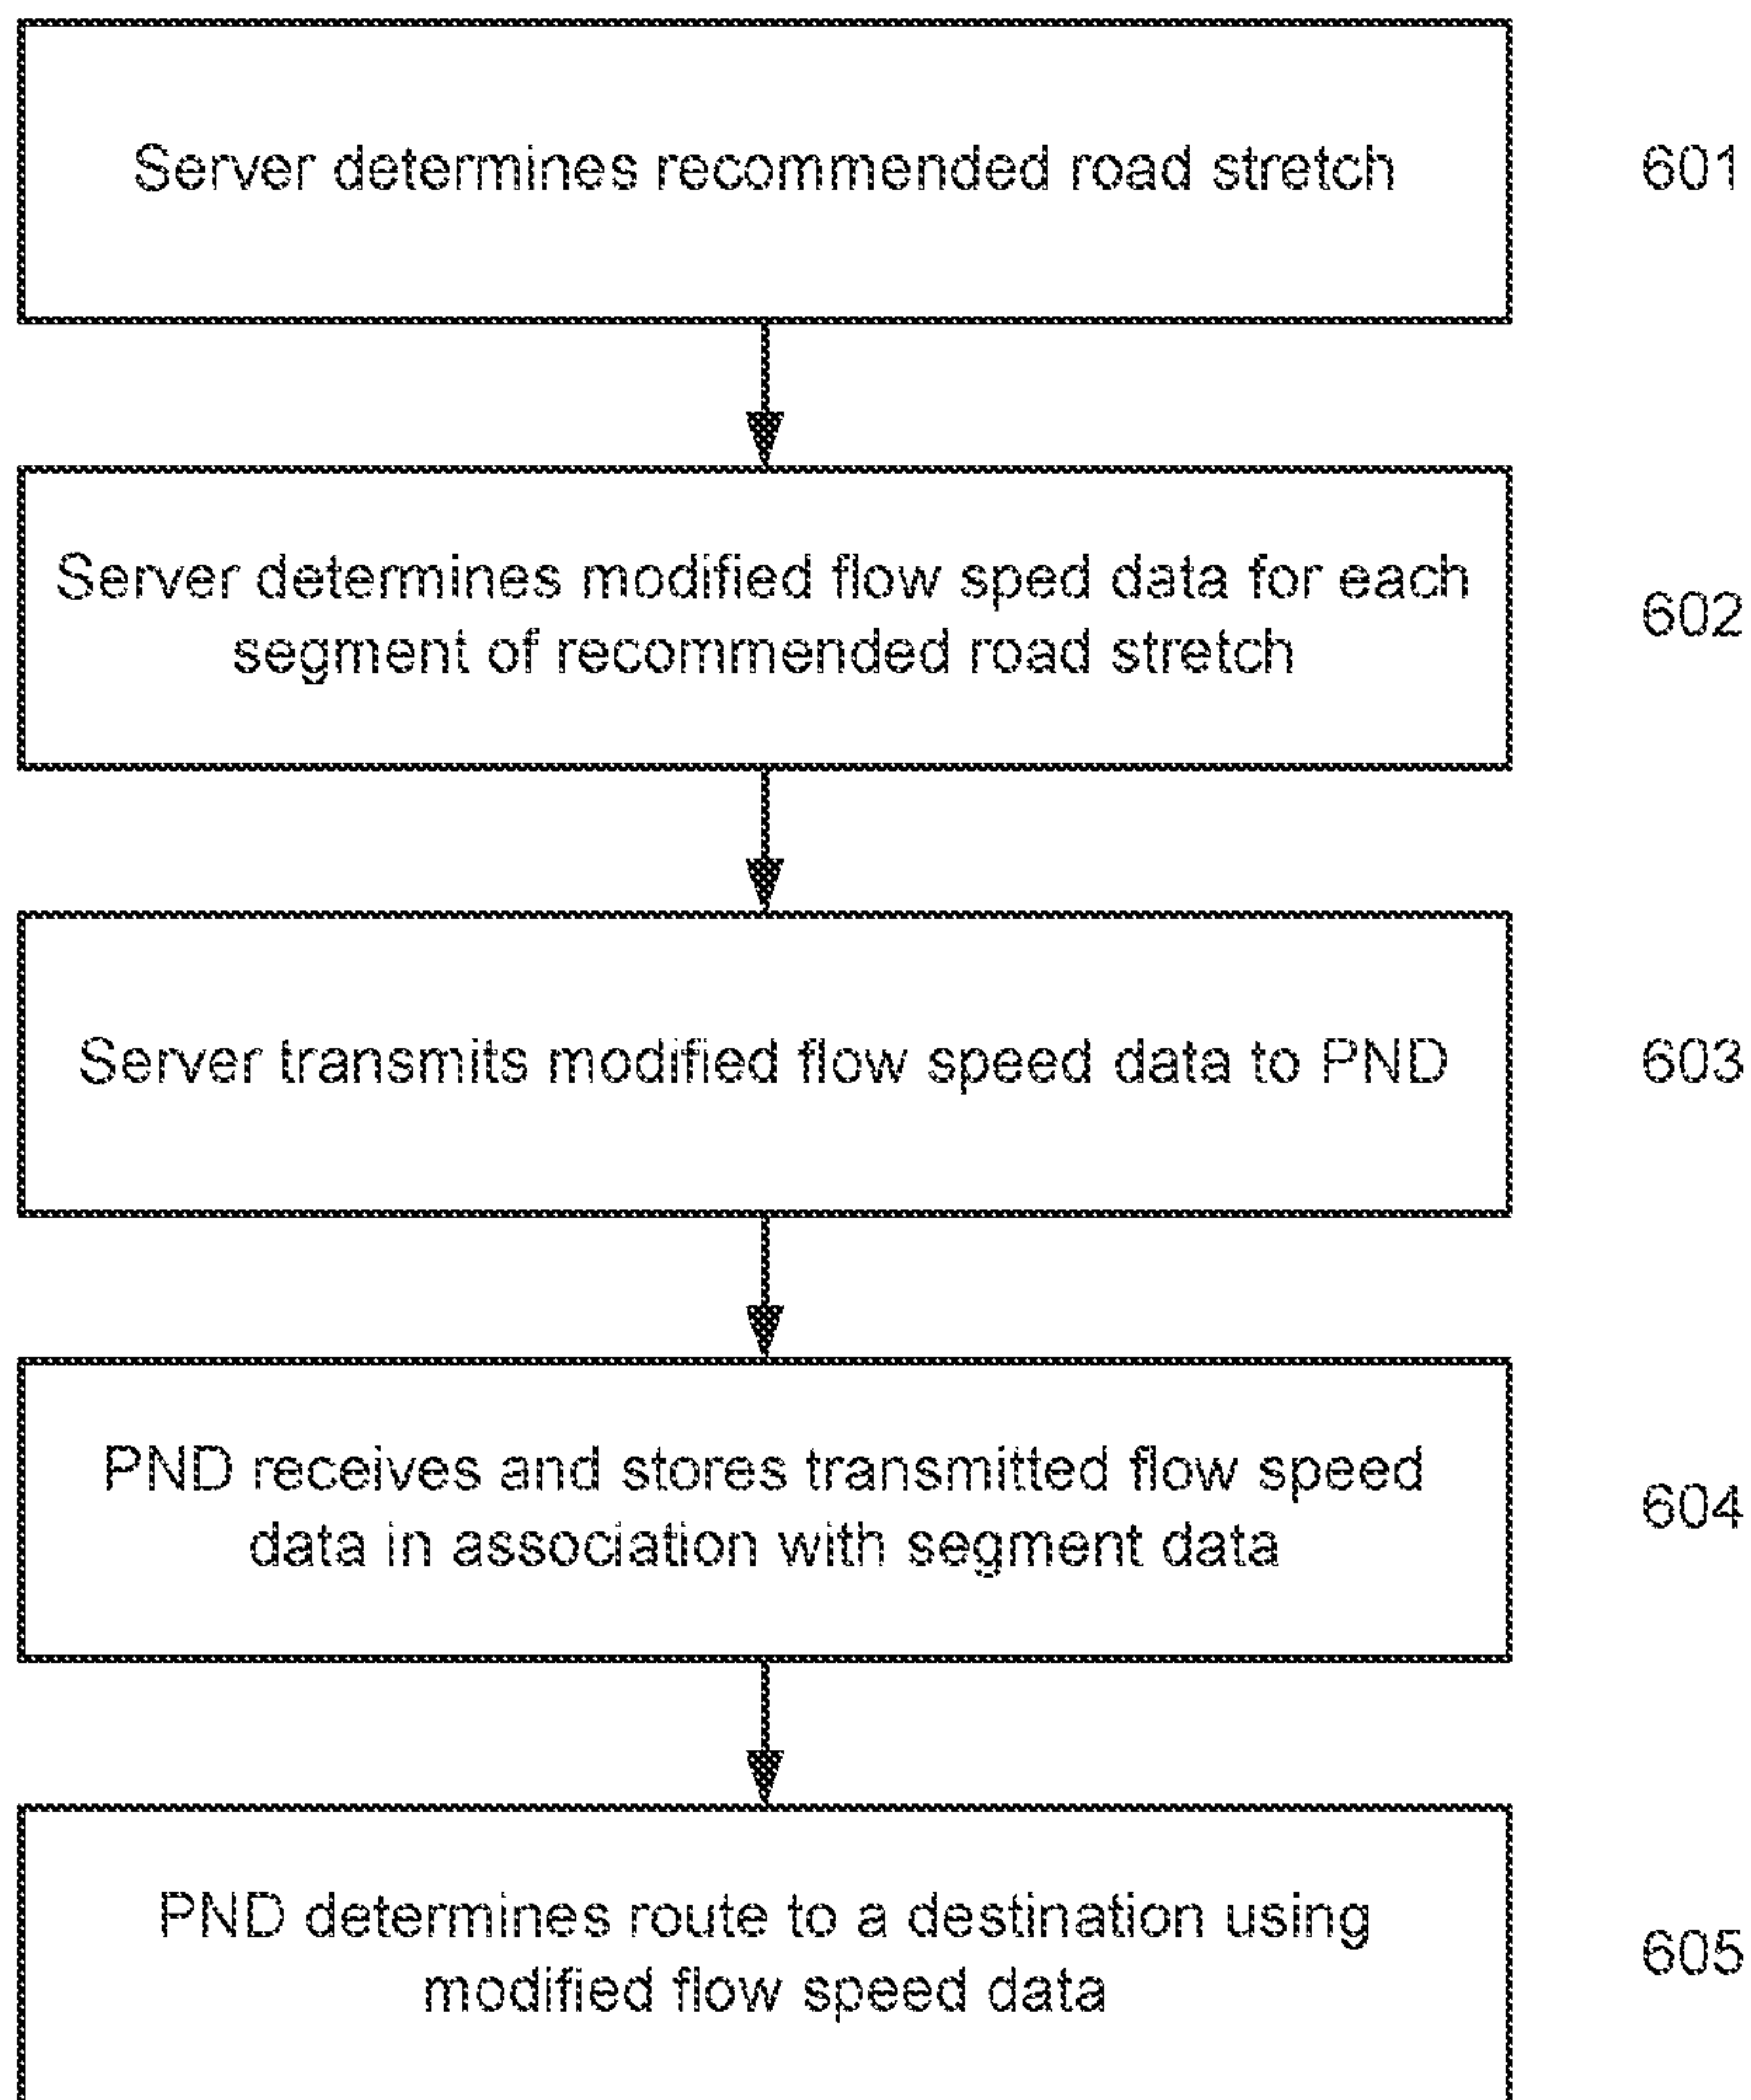 Server determines recommended road stretch
601
Server determines modified flow sped data for each
segment of recommended road stretch
602
Server transmits modified flow speed data to PND
603
PND receives and stores transmitted flow speed
data in association with segment data
604
PND determines route to a destination using
modified flow speed data
605